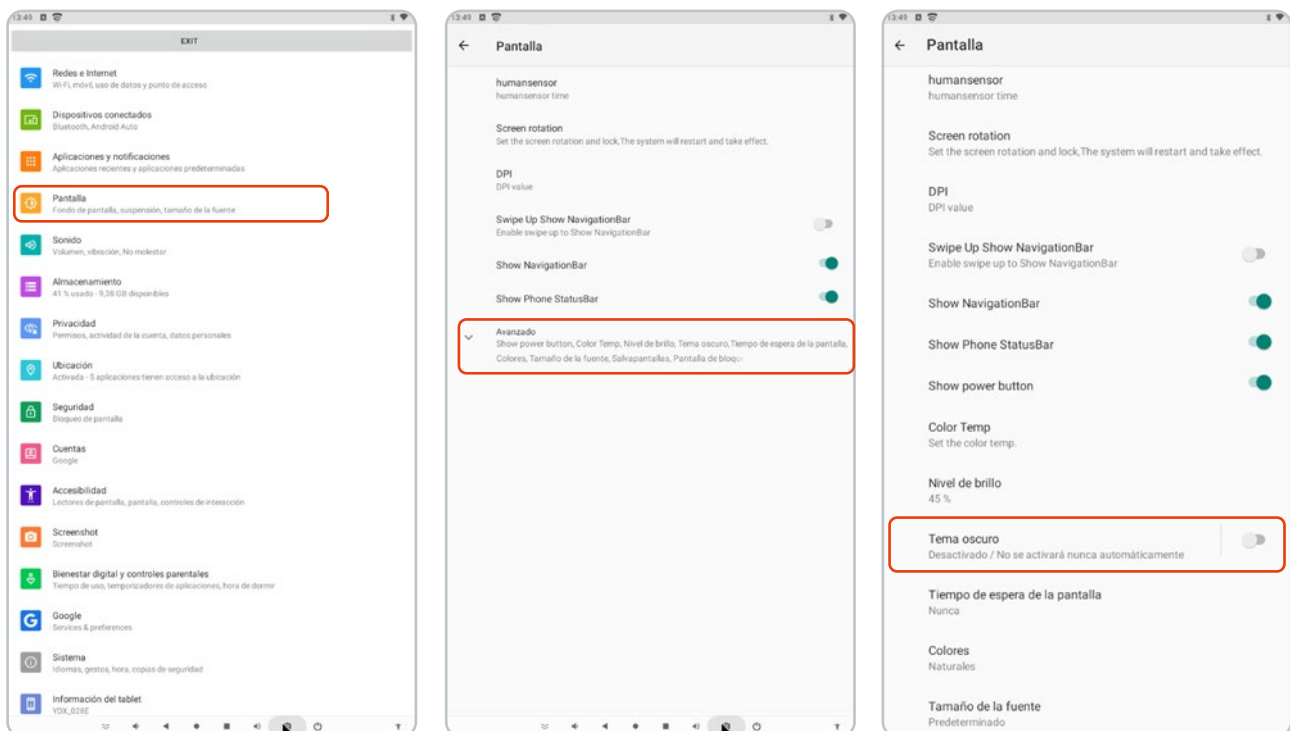 13:49
EXIT
Redes e Internet
Wi-Fi, móvil, uso de datos y punto de acceso
Dispositivos conectados
Bluetooth, Android Auto
Aplicaciones y notificaciones
Aplicaciones recientes y aplicaciones predeterminadas
Pantalla
Fondo de pantalla, suspensión, tamaño de la fuente
Sonido
Volumen, vibración, No molestar
Almacenamiento
41 % usado - 9,38 GB disponibles
Privacidad
Permisos, actividad de la cuenta, datos personales
Ubicación
Activada - 5 aplicaciones tienen acceso a la ubicación
Seguridad
Bloqueo de pantalla
Cuentas
Google
Accesibilidad
Lectores de pantalla, pantalla, controles de interacción
Screenshot
Screenshot
Bienestar digital y controles parentales
Tiempo de uso, temporizadores de aplicaciones, hora de dormir
G
Google
Services & preferences
Sistema
Idiomas, gestos, hora, copias de seguridad
Información del tablet
YDX_028E
13:49
Pantalla
humansensor
humansensor time
Screen rotation
Set the screen rotation and lock,The system will restart and take effect.
DPI
DPI value
Swipe Up Show NavigationBar
Enable swipe up to Show NavigationBar
Show NavigationBar
Show Phone StatusBar
Avanzado
Show power button, Color Temp, Nivel de brillo, Tema oscuro,Tiempo de espera de la pantalla,
Colores, Tamaño de la fuente, Salvapantallas, Pantalla de bloque
13:49
Pantalla
humansensor
humansensor time
Screen rotation
Set the screen rotation and lock,The system will restart and take effect.
DPI
DPI value
Swipe Up Show NavigationBar
Enable swipe up to Show NavigationBar
Show NavigationBar
Show Phone StatusBar
Show power button
Color Temp
Set the color temp.
Nivel de brillo
45 %
Tema oscuro
Desactivado / No se activará nunca automáticamente
Tiempo de espera de la pantalla
Nunca
Colores
Naturales
Tamaño de la fuente
Predeterminado